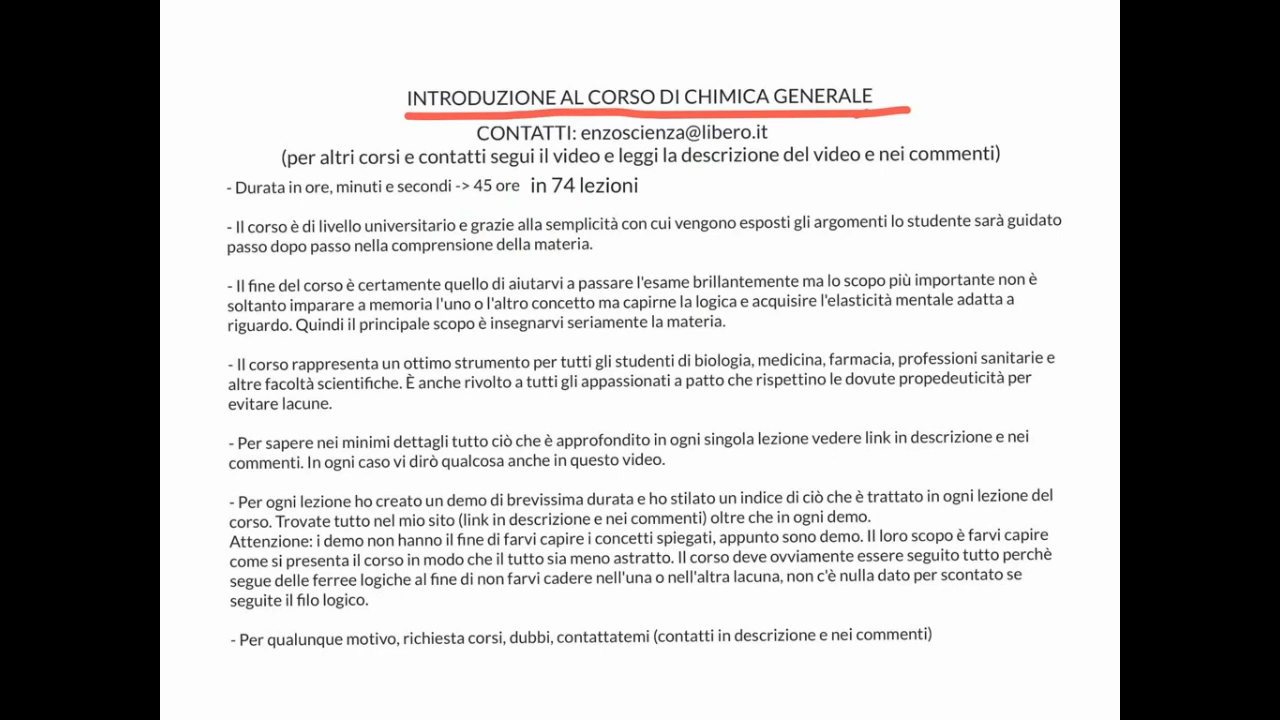 INTRODUZIONE AL CORSO DI CHIMICA GENERALE
CONTATTI: enzoscienza@libero.it
(per altri corsi e contatti segui il video e leggi la descrizione del video e nei commenti)
- Durata in ore, minuti e secondi -> 45 ore in 74 lezioni
- Il corso è di livello universitario e grazie alla semplicità con cui vengono esposti gli argomenti lo studente sarà guidato
passo dopo passo nella comprensione della materia.
- Il fine del corso è certamente quello di aiutarvi a passare l'esame brillantemente ma lo scopo più importante non è
soltanto imparare a memoria l'uno o l'altro concetto ma capirne la logica e acquisire l'elasticità mentale adatta a
riguardo. Quindi il principale scopo è insegnarvi seriamente la materia.
- Il corso rappresenta un ottimo strumento per tutti gli studenti di biologia, medicina, farmacia, professioni sanitarie e
altre facoltà scientifiche. È anche rivolto a tutti gli appassionati a patto che rispettino le dovute propedeuticità per
evitare lacune.
- Per sapere nei minimi dettagli tutto ciò che è approfondito in ogni singola lezione vedere link in descrizione e nei
commenti. In ogni caso vi dirò qualcosa anche in questo video.
- Per ogni lezione ho creato un demo di brevissima durata e ho stilato un indice di ciò che è trattato in ogni lezione del
corso. Trovate tutto nel mio sito (link in descrizione e nei commenti) oltre che in ogni demo.
Attenzione: i demo non hanno il fine di farvi capire i concetti spiegati, appunto sono demo. Il loro scopo è farvi capire
come si presenta il corso in modo che il tutto sia meno astratto. Il corso deve ovviamente essere seguito tutto perchè
segue delle ferree logiche al fine di non farvi cadere nell'una o nell'altra lacuna, non c'è nulla dato per scontato se
seguite il filo logico.
- Per qualunque motivo, richiesta corsi, dubbi, contattatemi (contatti in descrizione e nei commenti)